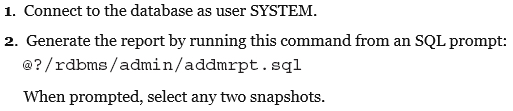 1. Connect to the database as user SYSTEM.
2. Generate the report by running this command from an SQL prompt:
@?/rdbms/admin/addmrpt.sql
When prompted, select any two snapshots.